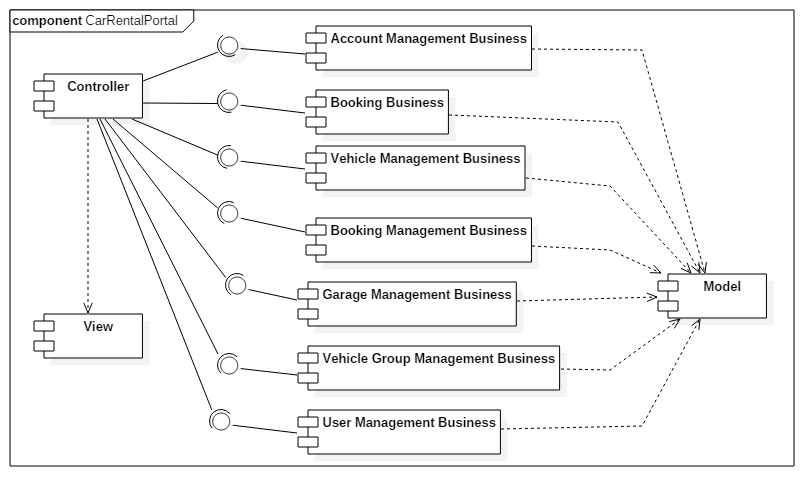 component CarRentalPortal
Account Management Business
Controller
Booking Business
Vehicle Management Business
Booking Management Business
Model
Garage Management Business
View
Vehicle Group Management Business
User Management Business